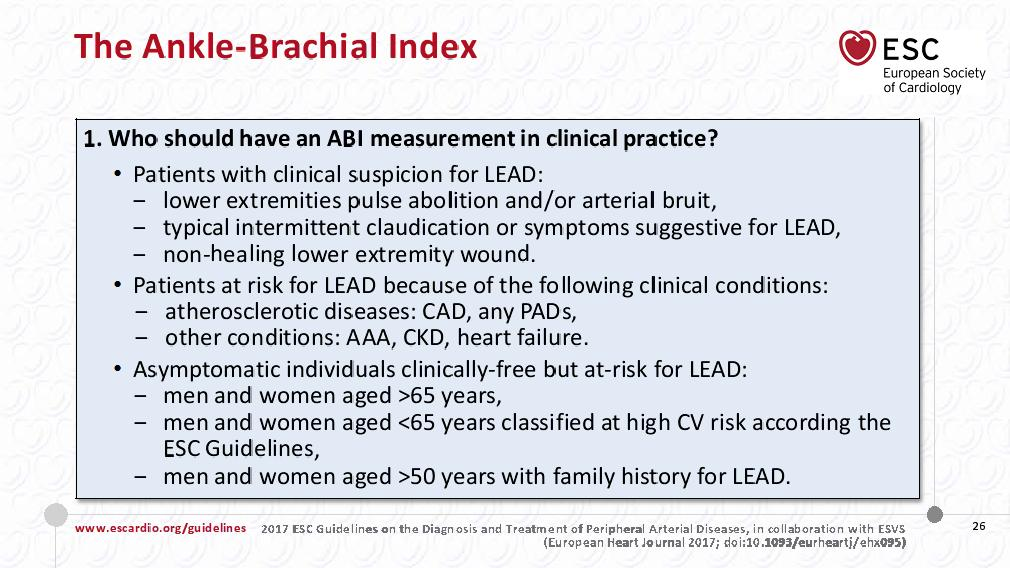 The Ankle-Brachial Index
ESC
European Society
of Cardiology
1. Who should have an ABI measurement in clinical practice?
• Patients with clinical suspicion for LEAD:
– lower extremities pulse abolition and/or arterial bruit,
– typical intermittent claudication or symptoms suggestive for LEAD,
– non-healing lower extremity wound.
• Patients at risk for LEAD because of the following clinical conditions:
– atherosclerotic diseases: CAD, any PADs,
– other conditions: AAA, CKD, heart failure.
• Asymptomatic individuals clinically-free but at-risk for LEAD:
– men and women aged >65 years,
– men and women aged <65 years classified at high CV risk according the
ESC Guidelines,
– men and women aged >50 years with family history for LEAD.
www.escardio.org/guidelines
2017 ESC Guidelines on the Diagnosis and Treatment of Peripheral Arterial Diseases, in collaboration with ESVS
(European Heart Journal 2017; doi:10.1093/eurheartj/ehx095)
26